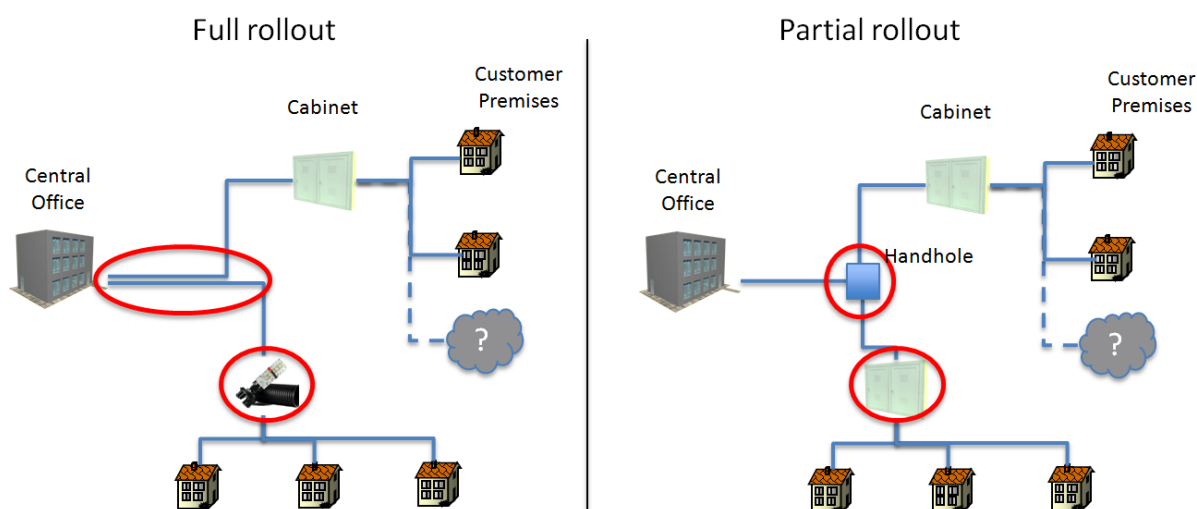 Full rollout
Customer
Premises
Cabinet
Central
Office
?
Partial rollout
Customer
Premises
Cabinet
Central
Office
Handhole
?